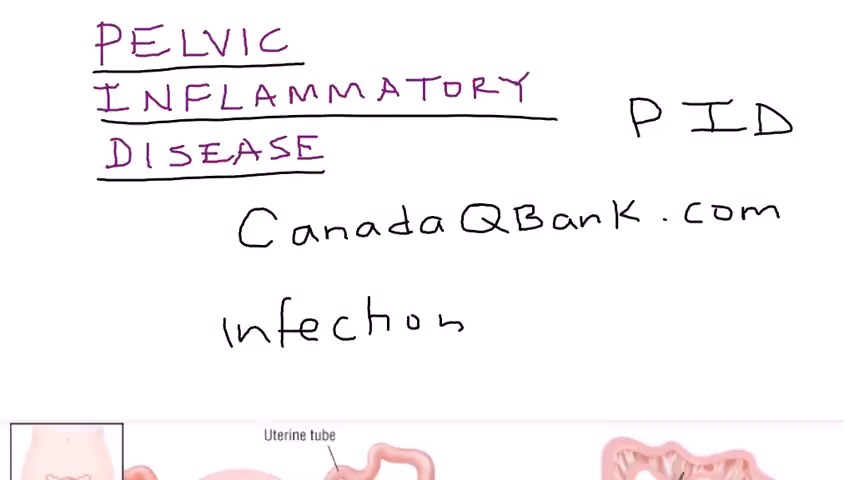 PELVIC
INFLAMMATORY
PID
DISEASE
CanadaQBank.com
Infection
Uterine tube